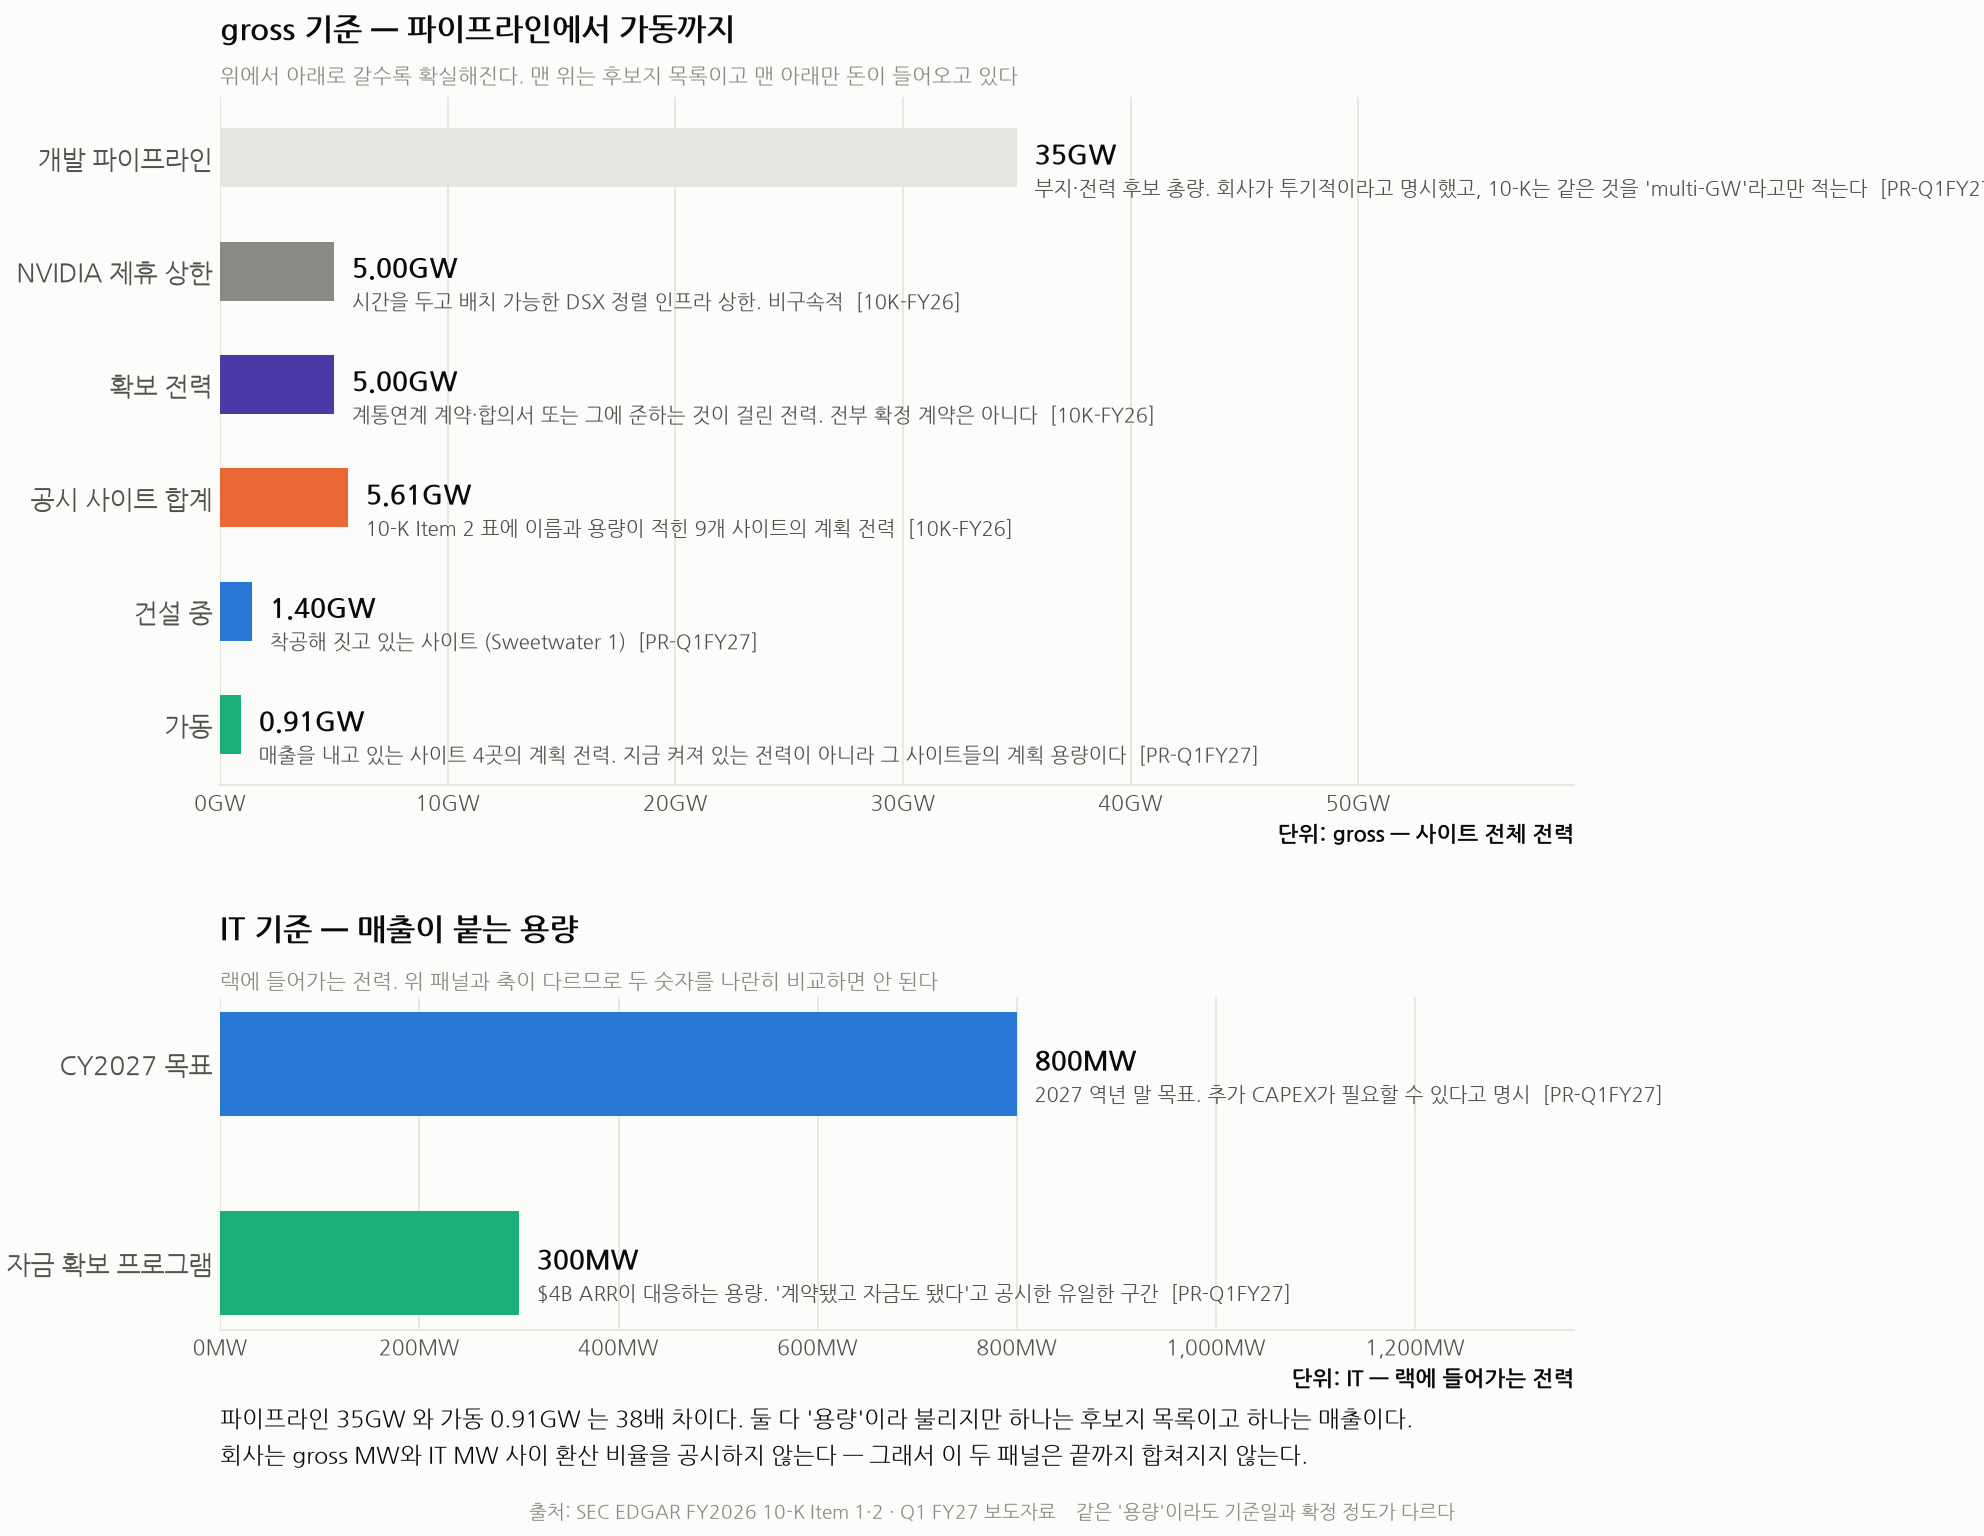 gross 기준 — 파이프라인에서 가동까지
위에서 아래로 갈수록 확실해진다. 맨 위는 후보지 목록이고 맨 아래만 돈이 들어오고 있다
개발 파이프라인
35GW
부지·전력 후보 총량. 회사가 투기적이라고 명시했고, 10-K는 같은 것을 'multi-GW'라고만 적는다 [PR-Q1FY27
NVIDIA 제휴 상한
5.00GW
시간을 두고 배치 가능한 DSX 정렬 인프라 상한. 비구속적 [10K-FY26]
확보 전력
5.00GW
계통연계 계약·합의서 또는 그에 준하는 것이 걸린 전력. 전부 확정 계약은 아니다 [10K-FY26]
공시 사이트 합계
5.61GW
10-K Item 2 표에 이름과 용량이 적힌 9개 사이트의 계획 전력 [10K-FY26]
건설 중
1.40GW
착공해 짓고 있는 사이트 (Sweetwater 1) [PR-Q1FY27]
가동
0.91GW
매출을 내고 있는 사이트 4곳의 계획 전력. 지금 켜져 있는 전력이 아니라 그 사이트들의 계획 용량이다 [PR-Q1FY27]
0GW 10GW 20GW 30GW 40GW 50GW
단위: gross — 사이트 전체 전력
IT 기준 — 매출이 붙는 용량
랙에 들어가는 전력. 위 패널과 축이 다르므로 두 숫자를 나란히 비교하면 안 된다
CY2027 목표
800MW
2027 역년 말 목표. 추가 CAPEX가 필요할 수 있다고 명시 [PR-Q1FY27]
자금 확보 프로그램
300MW
$4B ARR이 대응하는 용량. '계약됐고 자금도 됐다'고 공시한 유일한 구간 [PR-Q1FY27]
0MW 200MW 400MW 600MW 800MW 1,000MW 1,200MW
단위: IT — 랙에 들어가는 전력
파이프라인 35GW 와 가동 0.91GW 는 38배 차이다. 둘 다 '용량'이라 불리지만 하나는 후보지 목록이고 하나는 매출이다.
회사는 gross MW와 IT MW 사이 환산 비율을 공시하지 않는다 — 그래서 이 두 패널은 끝까지 합쳐지지 않는다.
출처: SEC EDGAR FY2026 10-K Item 1·2 · Q1 FY27 보도자료 같은 '용량'이라도 기준일과 확정 정도가 다르다